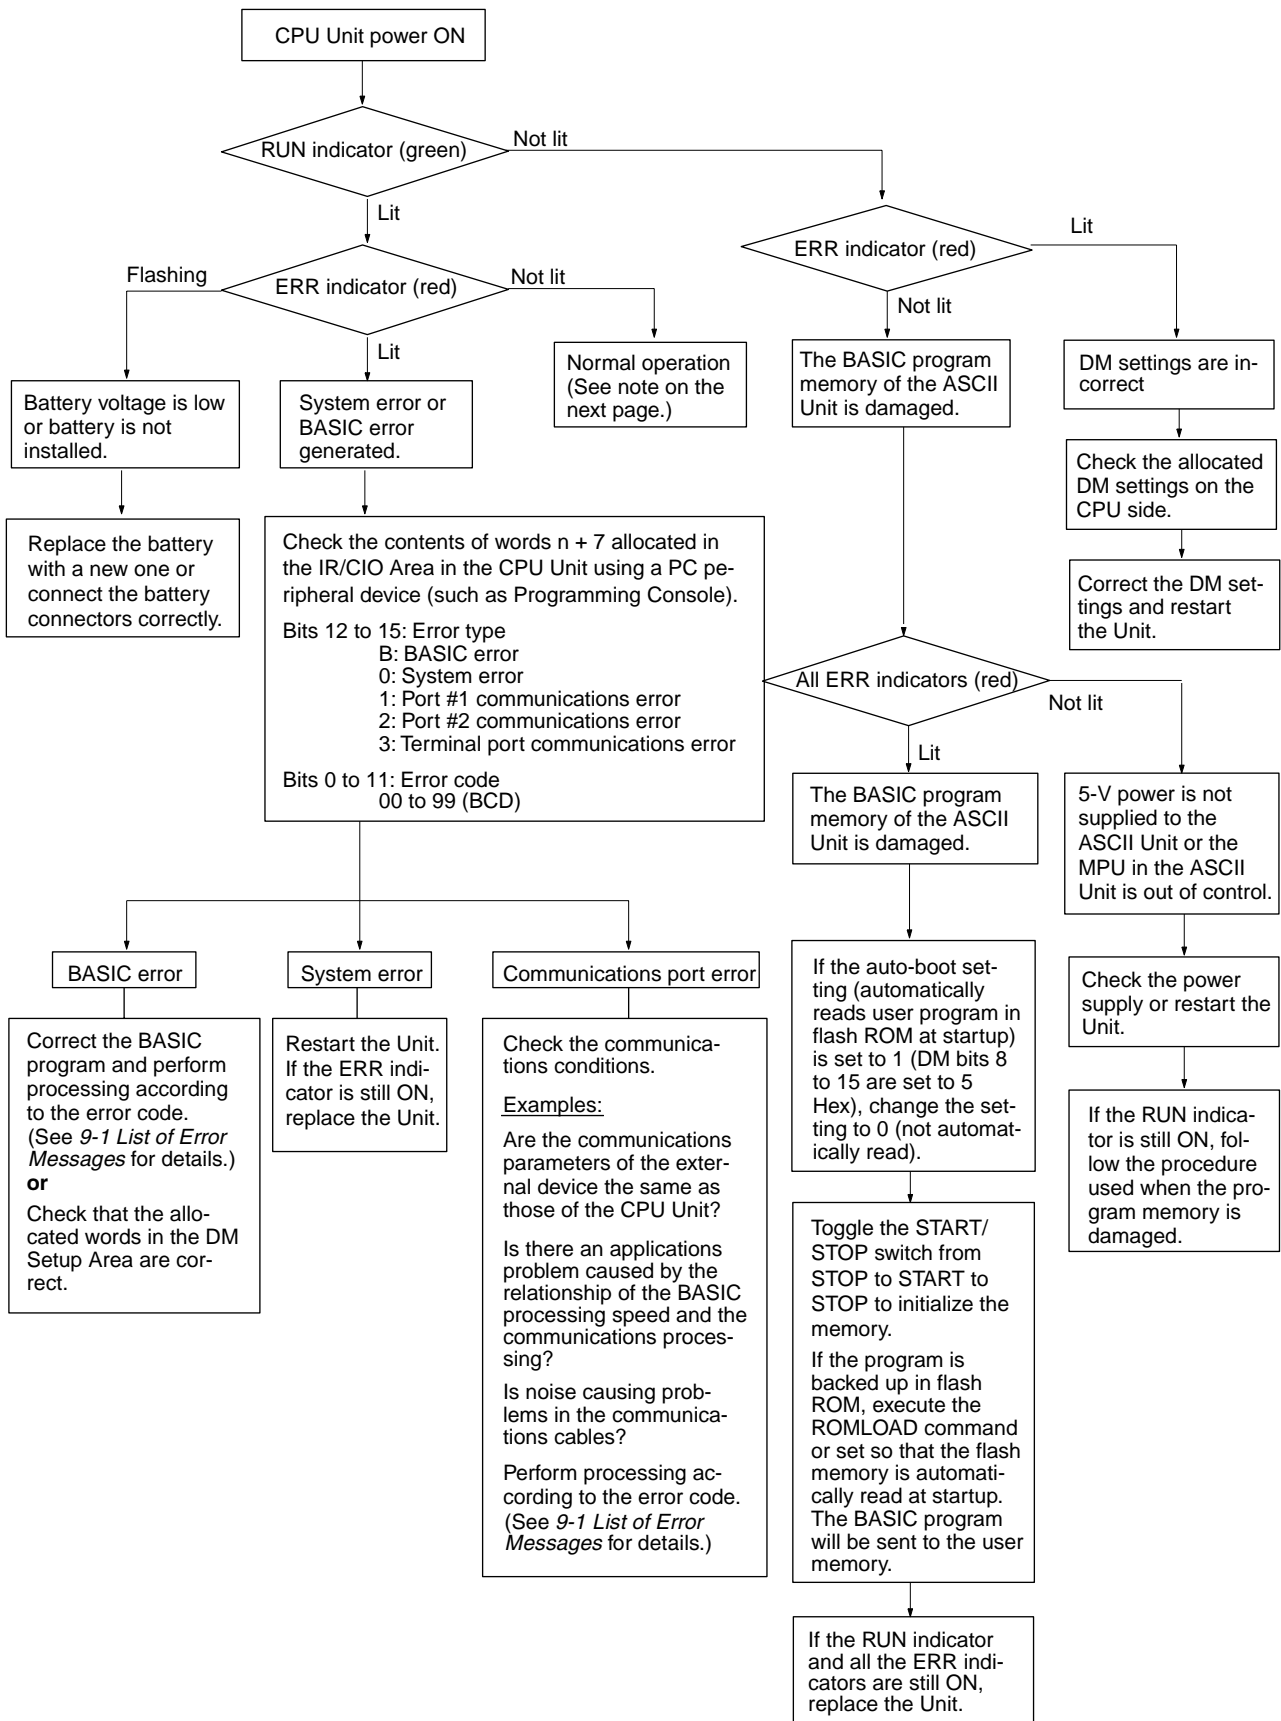 CPU Unit power ON
RUN indicator (green)
Not lit
Lit
ERR indicator (red)
Lit
Not lit
ERR indicator (red)
Flashing
Not lit
Lit
Battery voltage is low
or battery is not
installed.
System error or
BASIC error
generated.
Normal operation
(See note on the
next page.)
The BASIC program
memory of the ASCII
Unit is damaged.
DM settings are in-
correct
Check the allocated
DM settings on the
CPU side.
Correct the DM set-
tings and restart
the Unit.
Replace the battery
with a new one or
connect the battery
connectors correctly.
Check the contents of words n + 7 allocated in
the IR/CIO Area in the CPU Unit using a PC pe-
ripheral device (such as Programming Console).
Bits 12 to 15: Error type
B: BASIC error
0: System error
1: Port #1 communications error
2: Port #2 communications error
3: Terminal port communications error
Bits 0 to 11: Error code
00 to 99 (BCD)
All ERR indicators (red)
Not lit
Lit
The BASIC program
memory of the ASCII
Unit is damaged.
5-V power is not
supplied to the
ASCII Unit or the
MPU in the ASCII
Unit is out of control.
BASIC error
System error
Communications port error
Correct the BASIC
program and perform
processing according
to the error code.
(See 9-1 List of Error
Messages for details.)
or
Check that the allo-
cated words in the DM
Setup Area are cor-
rect.
Restart the Unit.
If the ERR indi-
cator is still ON,
replace the Unit.
Check the communica-
tions conditions.
Examples:
Are the communications
parameters of the exter-
nal device the same as
those of the CPU Unit?
Is there an applications
problem caused by the
relationship of the BASIC
processing speed and the
communications proces-
sing?
Is noise causing prob-
lems in the communica-
tions cables?
Perform processing ac-
cording to the error code.
(See 9-1 List of Error
Messages for details.)
If the auto-boot set-
ting (automatically
reads user program in
flash ROM at startup)
is set to 1 (DM bits 8
to 15 are set to 5
Hex), change the set-
ting to 0 (not automat-
ically read).
Toggle the START/
STOP switch from
STOP to START to
STOP to initialize the
memory.
If the program is
backed up in flash
ROM, execute the
ROMLOAD command
or set so that the flash
memory is automati-
cally read at startup.
The BASIC program
will be sent to the user
memory.
If the RUN indicator
and all the ERR indi-
cators are still ON,
replace the Unit.
Check the power
supply or restart the
Unit.
If the RUN indica-
tor is still ON, fol-
low the procedure
used when the pro-
gram memory is
damaged.